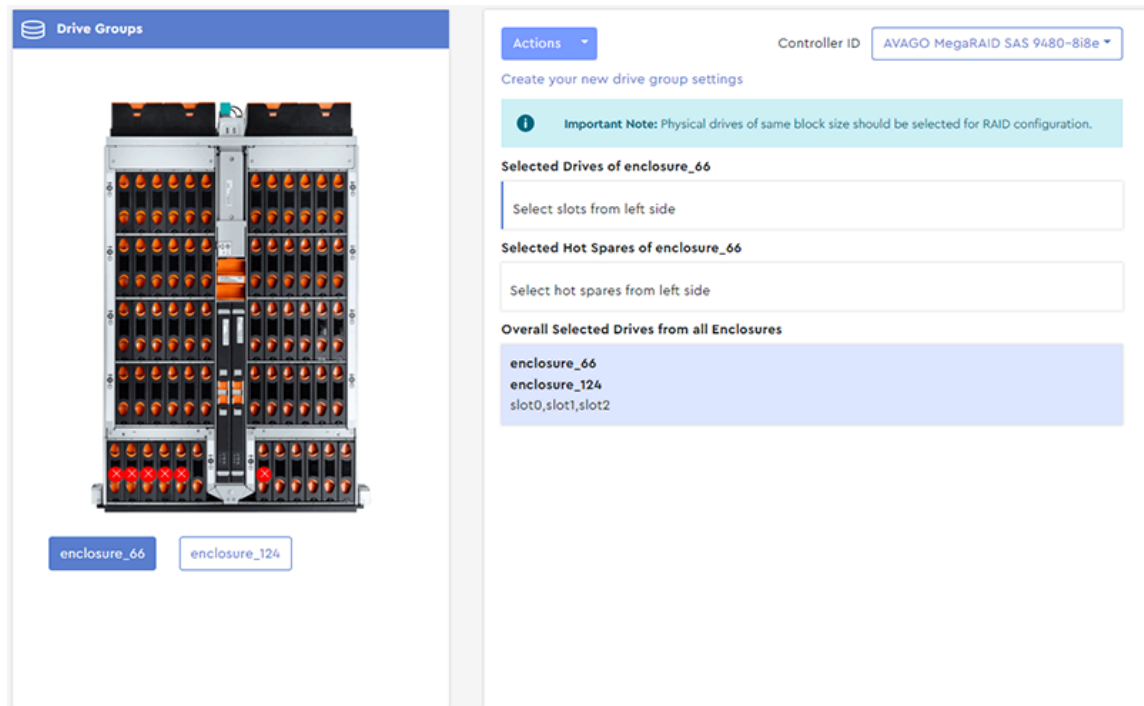 Drive Groups
enclosure_66
enclosure_124
Actions
Controller ID
AVAGO MegaRAID SAS 9480-8i8e
Create your new drive group settings
Important Note: Physical drives of same block size should be selected for RAID configuration.
Selected Drives of enclosure_66
Select slots from left side
Selected Hot Spares of enclosure_66
Select hot spares from left side
Overall Selected Drives from all Enclosures
enclosure_66
enclosure_124
slot0,slot1,slot2